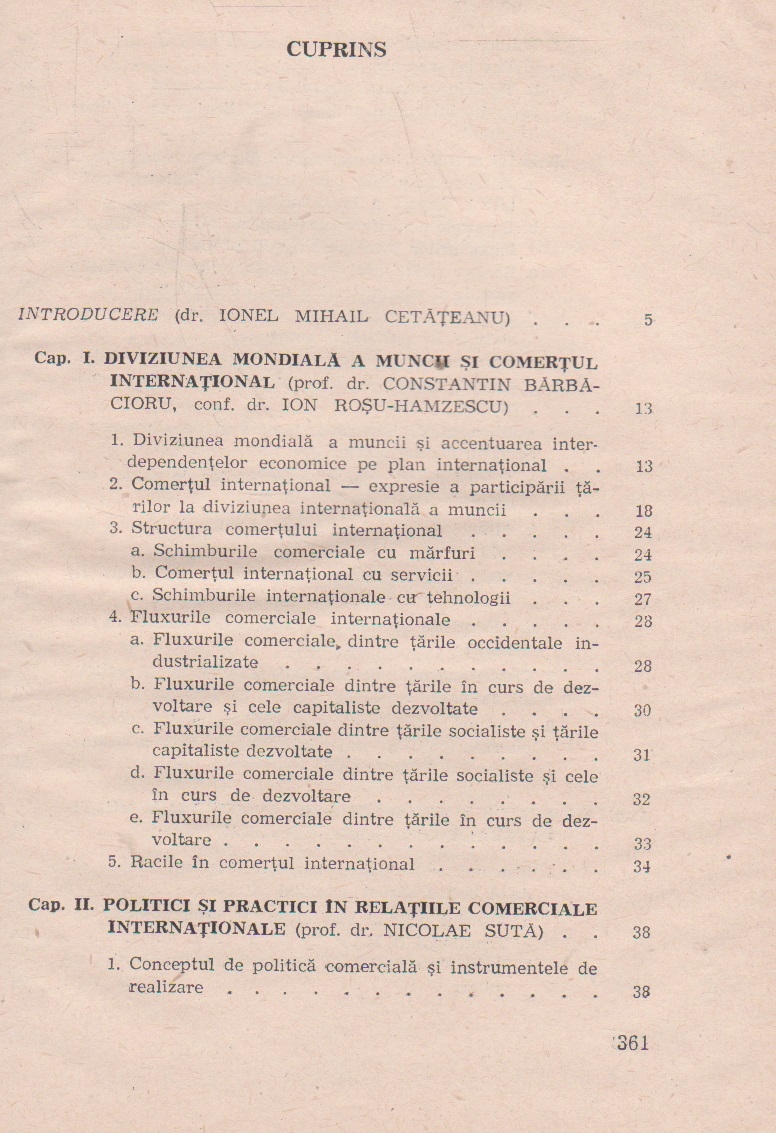 CUPRINS
INTRODUCERE (dr. IONEL MIHAIL CETĂȚEANU) . . . 5
Cap. I. DIVIZIUNEA MONDIALĂ A MUNCII ȘI COMERȚUL
INTERNAȚIONAL (prof. dr. CONSTANTIN BĂRBĂ-
CIORU, conf. dr. ION ROȘU-HAMZESCU) . . . 13
1. Diviziunea mondială a muncii și accentuarea inter-
dependențelor economice pe plan internațional . . 13
2. Comerțul internațional — expresie a participării ță-
rilor la diviziunea internațională a muncii . . . 18
3. Structura comerțului internațional . . . . . 24
a. Schimburile comerciale cu mărfuri . . . . 24
b. Comerțul internațional cu servicii . . . . . 25
c. Schimburile internaționale cu tehnologii . . . 27
4. Fluxurile comerciale internaționale . . . . . 28
a. Fluxurile comerciale, dintre țările occidentale in-
dustrializate . . . . . . . . . . . 28
b. Fluxurile comerciale dintre țările în curs de dez-
voltare și cele capitaliste dezvoltate . . . . 30
c. Fluxurile comerciale dintre țările socialiste și țările
capitaliste dezvoltate . . . . . . . . . 31
d. Fluxurile comerciale dintre țările socialiste și cele
în curs de dezvoltare . . . . . . . . 32
e. Fluxurile comerciale dintre țările în curs de dez-
voltare . . . . . . . . . . . . . 33
5. Racile în comerțul internațional . . . . . . 34
Cap. II. POLITICI ȘI PRACTICI ÎN RELAȚIILE COMERCIALE
INTERNAȚIONALE (prof. dr. NICOLAE SUTĂ) . . 38
1. Conceptul de politică comercială și instrumentele de
realizare . . . . . . . . . . . . . 38
361